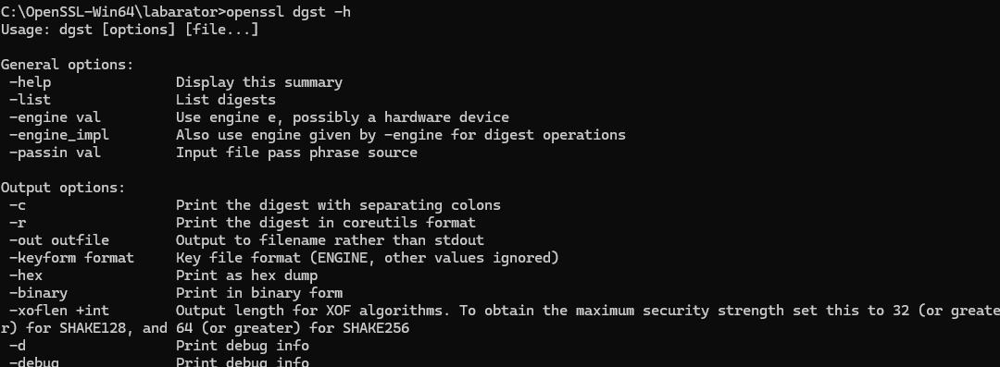 C:\OpenSSL-Win64\labarator>openssl dgst -h
Usage: dgst [options] [file...]

General options:
 -help               Display this summary
 -list               List digests
 -engine val         Use engine e, possibly a hardware device
 -engine_impl        Also use engine given by -engine for digest operations
 -passin val         Input file pass phrase source

Output options:
 -c                  Print the digest with separating colons
 -r                  Print the digest in coreutils format
 -out outfile        Output to filename rather than stdout
 -keyform format     Key file format (ENGINE, other values ignored)
 -hex                Print as hex dump
 -binary             Print in binary form
 -xoflen +int        Output length for XOF algorithms. To obtain the maximum security strength set this to 32 (or greate
r) for SHAKE128, and 64 (or greater) for SHAKE256
 -d                  Print debug info
 -debug              Print debug info